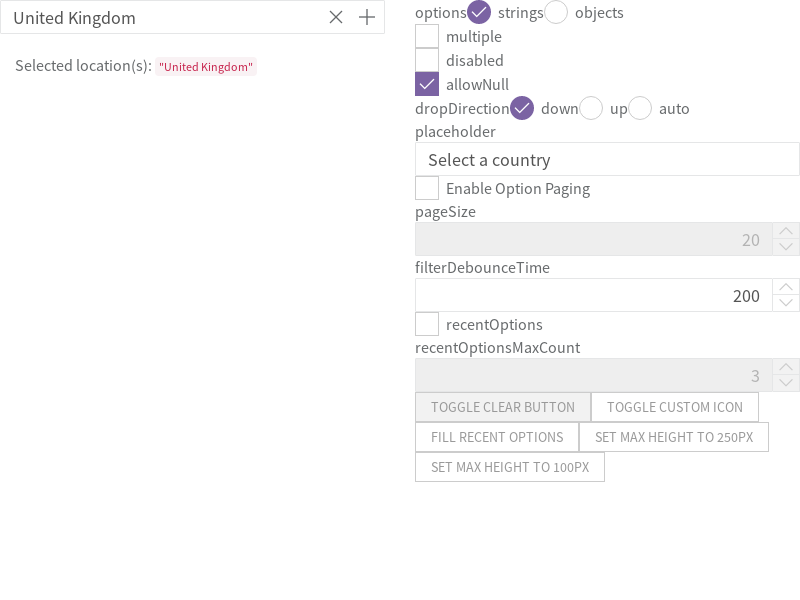 United Kingdom
Selected location(s): "United Kingdom"
options strings objects
multiple
disabled
allowNull
dropDirection down up auto
placeholder
Select a country
Enable Option Paging
pageSize
20
filterDebounceTime
200
recentOptions
recentOptionsMaxCount
3
TOGGLE CLEAR BUTTON TOGGLE CUSTOM ICON
FILL RECENT OPTIONS SET MAX HEIGHT TO 250PX
SET MAX HEIGHT TO 100PX